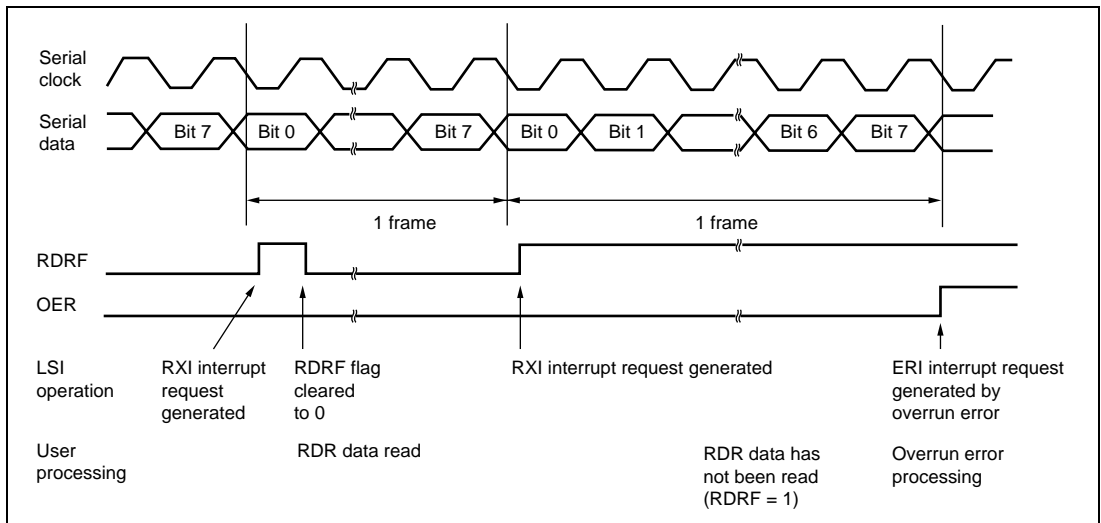 Serial
clock
Serial
data
Bit 7
Bit 0
Bit 7
Bit 0
Bit 1
Bit 6
Bit 7
1 frame
1 frame
RDRF
OER
LSI
operation
RXI interrupt
request
generated
RDRF flag
cleared
to 0
RXI interrupt request generated
ERI interrupt request
generated by
overrun error
User
processing
RDR data read
RDR data has
not been read
(RDRF = 1)
Overrun error
processing